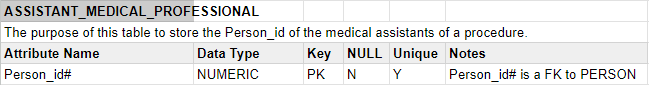 ASSISTANT_MEDICAL_PROFESSIONAL
The purpose of this table to store the Person_id of the medical assistants of a procedure.
Attribute Name Data Type Key NULL Unique Notes
Person_id# NUMERIC PK N Y Person_id# is a FK to PERSON